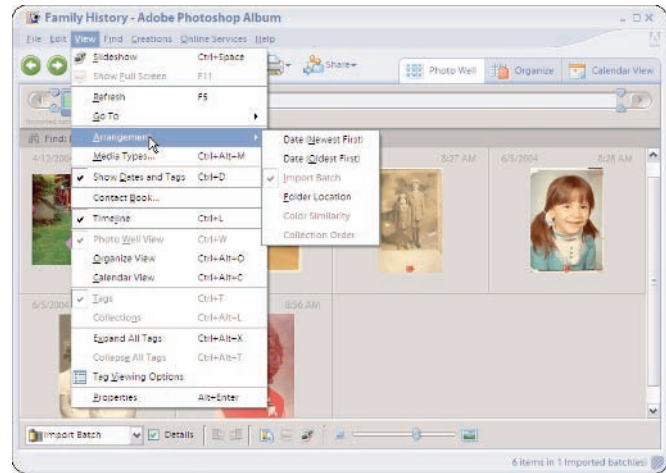 Family History - Adobe Photoshop Album
File Edit View Find Creations Online Services Help
Slideshow Ctrl+Space
Share
Show Full Screen F11
Photo Well Organize Calendar View
Refresh F5
Go To
Find:
Arrangement
Date (Newest First)
4/12/200
Media Types... Ctrl+Alt+M
Date (Oldest First)
8:27 AM 6/5/2004 8:28 AM
Show Dates and Tags Ctrl+D
Import Batch
Contact Book...
Folder Location
Timeline Ctrl+L
Color Similarity
Photo Well View Ctrl+W
Collection Order
Organize View Ctrl+Alt+O
Calendar View Ctrl+Alt+C
Tags Ctrl+T
6/5/2004
8:56 AM
Collections Ctrl+Alt+L
Expand All Tags Ctrl+Alt+X
Collapse All Tags Ctrl+Alt+T
Tag Viewing Options
Properties Alt+Enter
Import Batch Details
6 items in 1 imported batch(es)